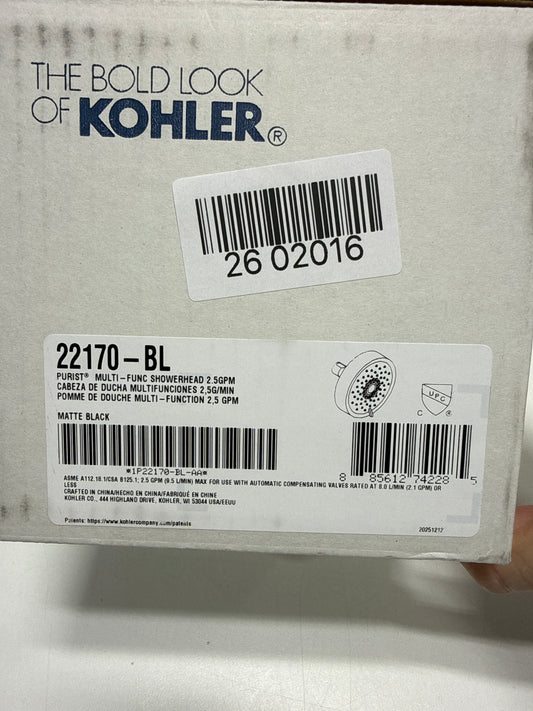 THE BOLD LOOK
OF KOHLER®
26 02016
22170-BL
PURIST® MULTI-FUNC SHOWERHEAD 2.5GPM
CABEZA DE DUCHA MULTIFUNCIONES 2,5G/MIN
POMME DE DOUCHE MULTI-FUNCTION 2,5 GPM
MATTE BLACK
UPC
C ®
*1P22170-BL-AA*
8 85612 74228 5
ASME A112.18.1/CSA B125.1; 2.5 GPM (9.5 L/MIN) MAX FOR USE WITH AUTOMATIC COMPENSATING VALVES RATED AT 8.0 L/MIN (2.1 GPM) OR
LESS
CRAFTED IN CHINA/HECHO EN CHINA/FABRIQUÉ EN CHINE
KOHLER CO., 444 HIGHLAND DRIVE, KOHLER, WI 53044 USA/EEUU
Patents: https://www.kohlercompany.com/patents
20251212